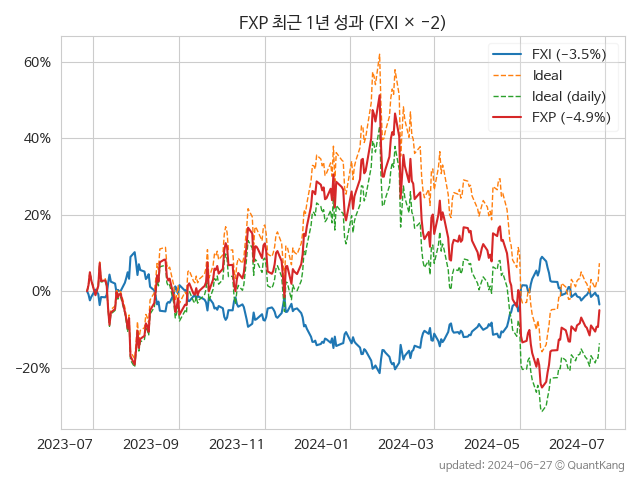 FXP 최근 1년 성과 (FXI × −2)
FXI (−3.5%)
Ideal
Ideal (daily)
FXP (−4.9%)
60%
40%
20%
0%
−20%
2023-07
2023-09
2023-11
2024-01
2024-03
2024-05
2024-07
updated: 2024-06-27 © QuantKang